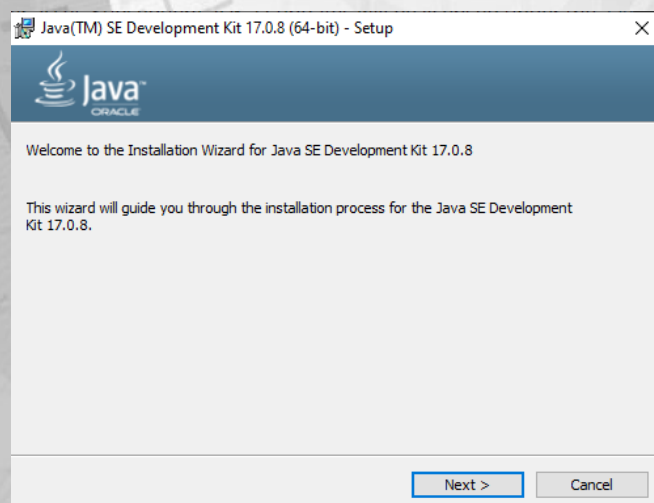 Java(TM) SE Development Kit 17.0.8 (64-bit) - Setup
Java™
ORACLE
Welcome to the Installation Wizard for Java SE Development Kit 17.0.8
This wizard will guide you through the installation process for the Java SE Development
Kit 17.0.8.
Next >
Cancel